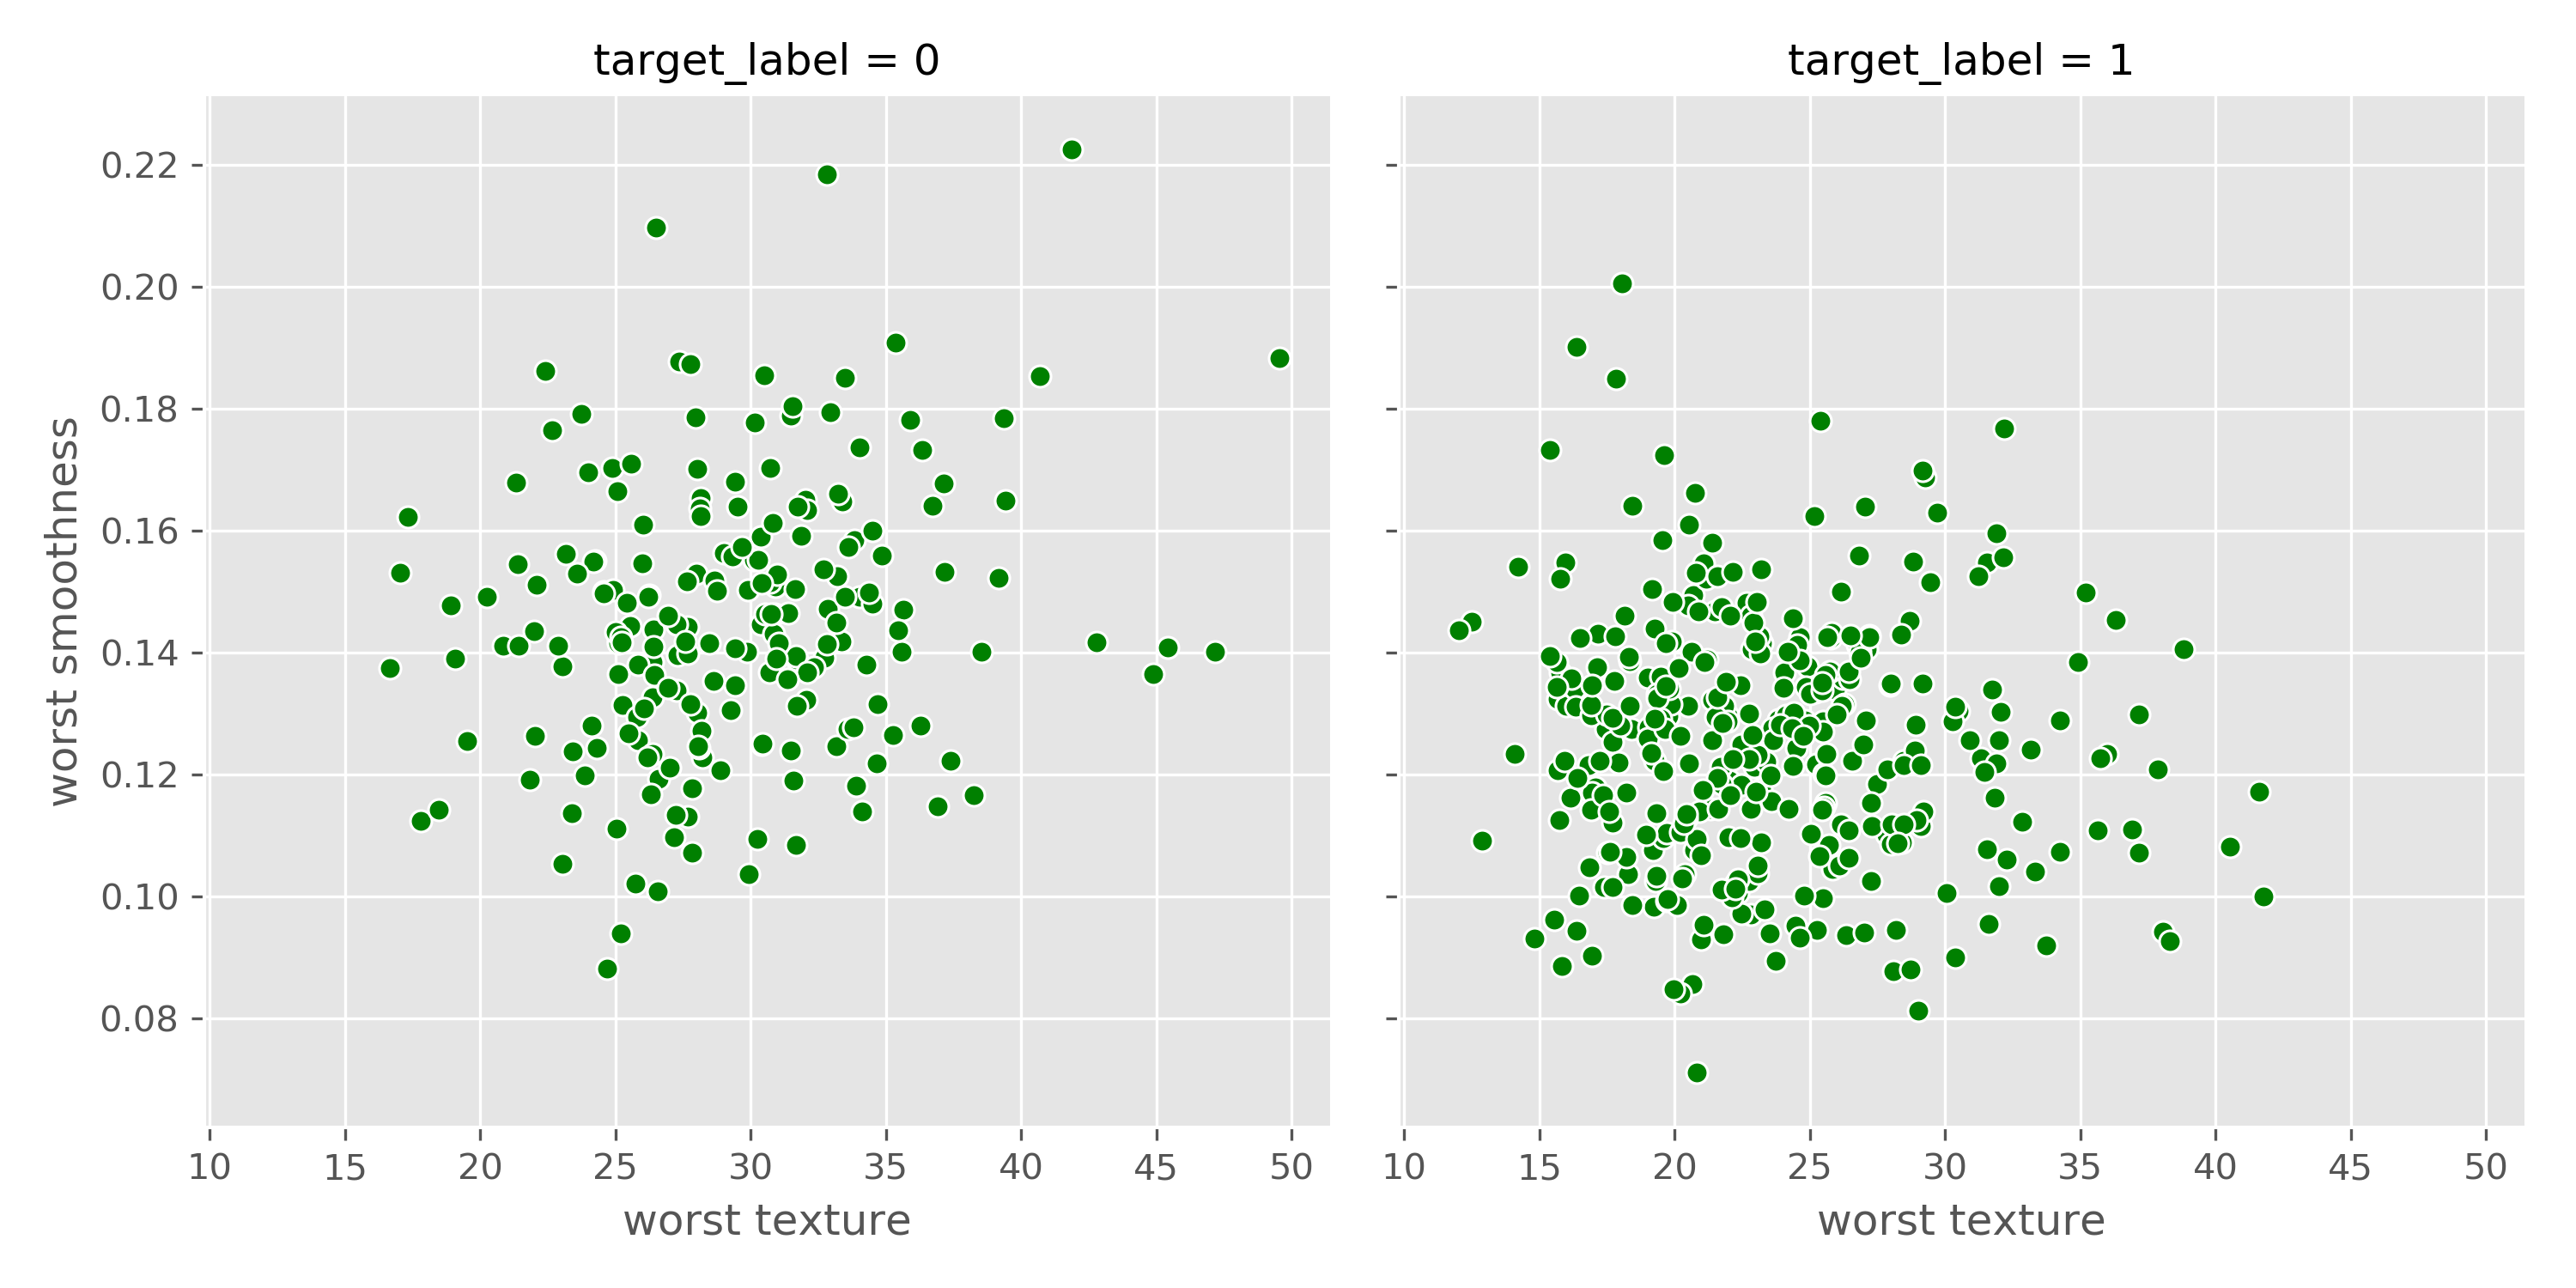 target_label = 0
target_label = 1
worst smoothness
0.22
0.20
0.18
0.16
0.14
0.12
0.10
0.08
10 15 20 25 30 35 40 45 50
10 15 20 25 30 35 40 45 50
worst texture
worst texture